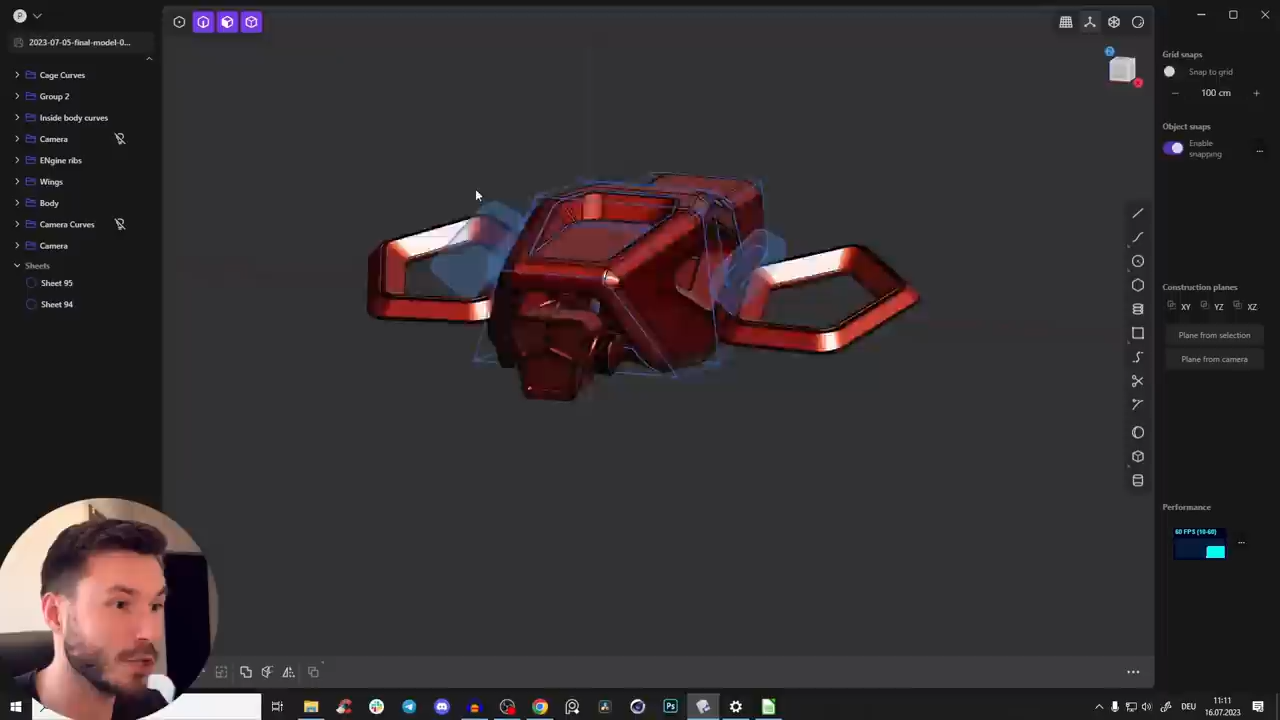 P
2023-07-05-final-model-0...
Cage Curves
Group 2
Inside body curves
Camera
ENgine ribs
Wings
Body
Camera Curves
Camera
Sheets
Sheet 95
Sheet 94
Grid snaps
Snap to grid
100 cm
Object snaps
Enable
snapping
Construction planes
XY
YZ
XZ
Plane from selection
Plane from camera
Performance
60 FPS (10-60)
Ps
DEU
11:11
16.07.2023